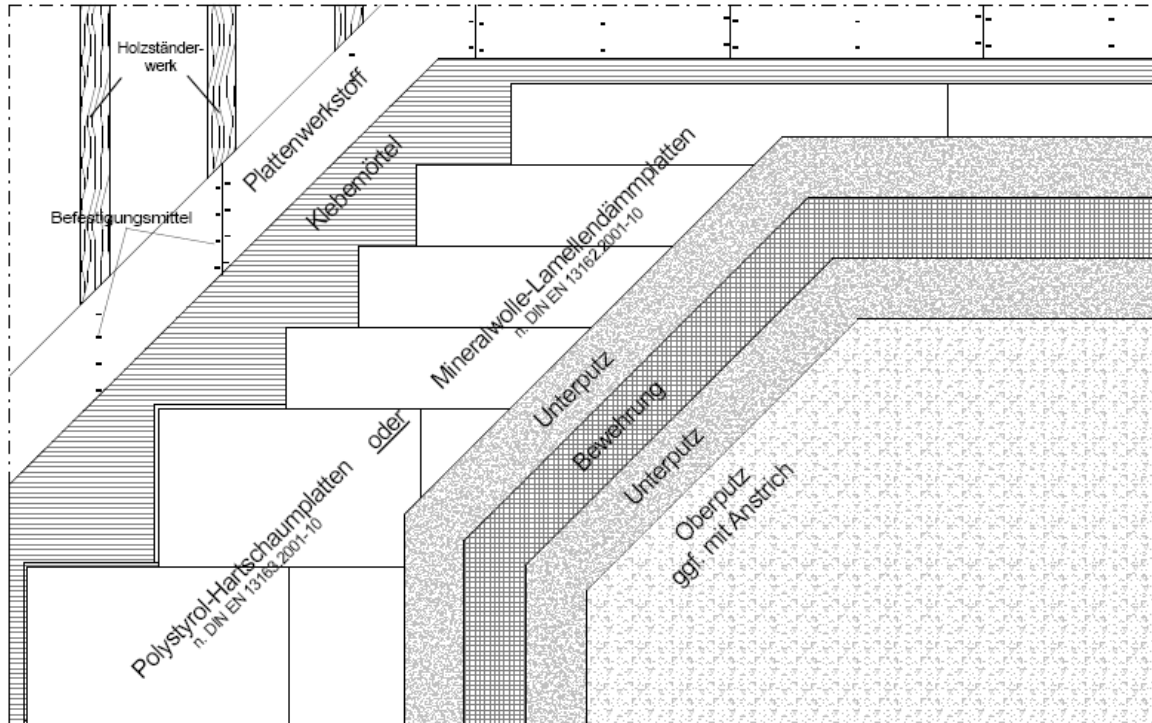 Holzständer-
werk
Plattenwerkstoff
Klebemörtel
Befestigungsmittel
Mineralwolle-Lamellendämmplatten
n. DIN EN 13162:2001-10
oder
Polystyrol-Hartschaumplatten
n. DIN EN 13163:2001-10
Unterputz
Bewehrung
Unterputz
Oberputz
ggf. mit Anstrich